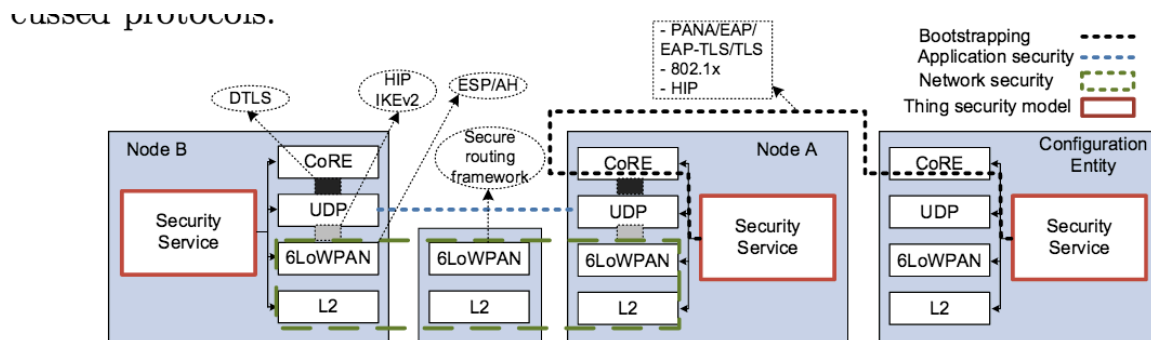 cussed protocols.
- PANA/EAP/
EAP-TLS/TLS
- 802.1x
- HIP
Bootstrapping
Application security
Network security
Thing security model
DTLS
HIP
IKEv2
ESP/AH
Secure
routing
framework
Node B
CoRE
UDP
6LoWPAN
L2
Security
Service
6LoWPAN
L2
Node A
CoRE
UDP
6LoWPAN
L2
Security
Service
Configuration
Entity
CoRE
UDP
6LoWPAN
L2
Security
Service